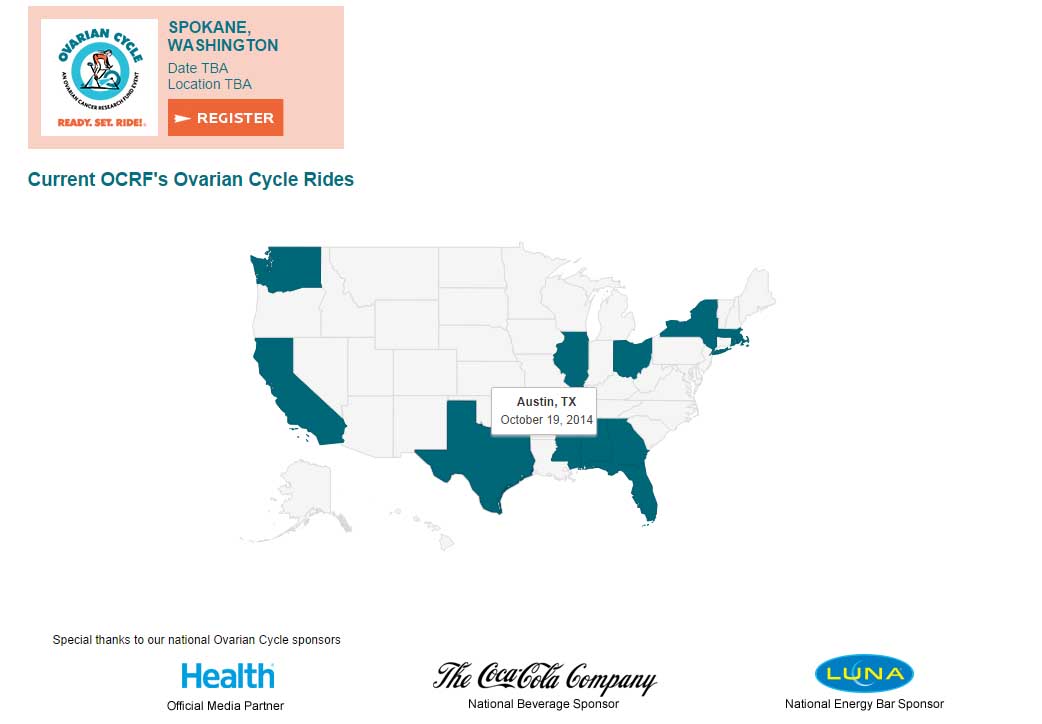 OVARIAN CYCLE
AN OVARIAN CANCER RESEARCH FUND EVENT
READY. SET. RIDE!
SPOKANE,
WASHINGTON
Date TBA
Location TBA
REGISTER
Current OCRF's Ovarian Cycle Rides
Austin, TX
October 19, 2014
Special thanks to our national Ovarian Cycle sponsors
Health
Official Media Partner
The Coca-Cola Company
National Beverage Sponsor
LUNA
National Energy Bar Sponsor